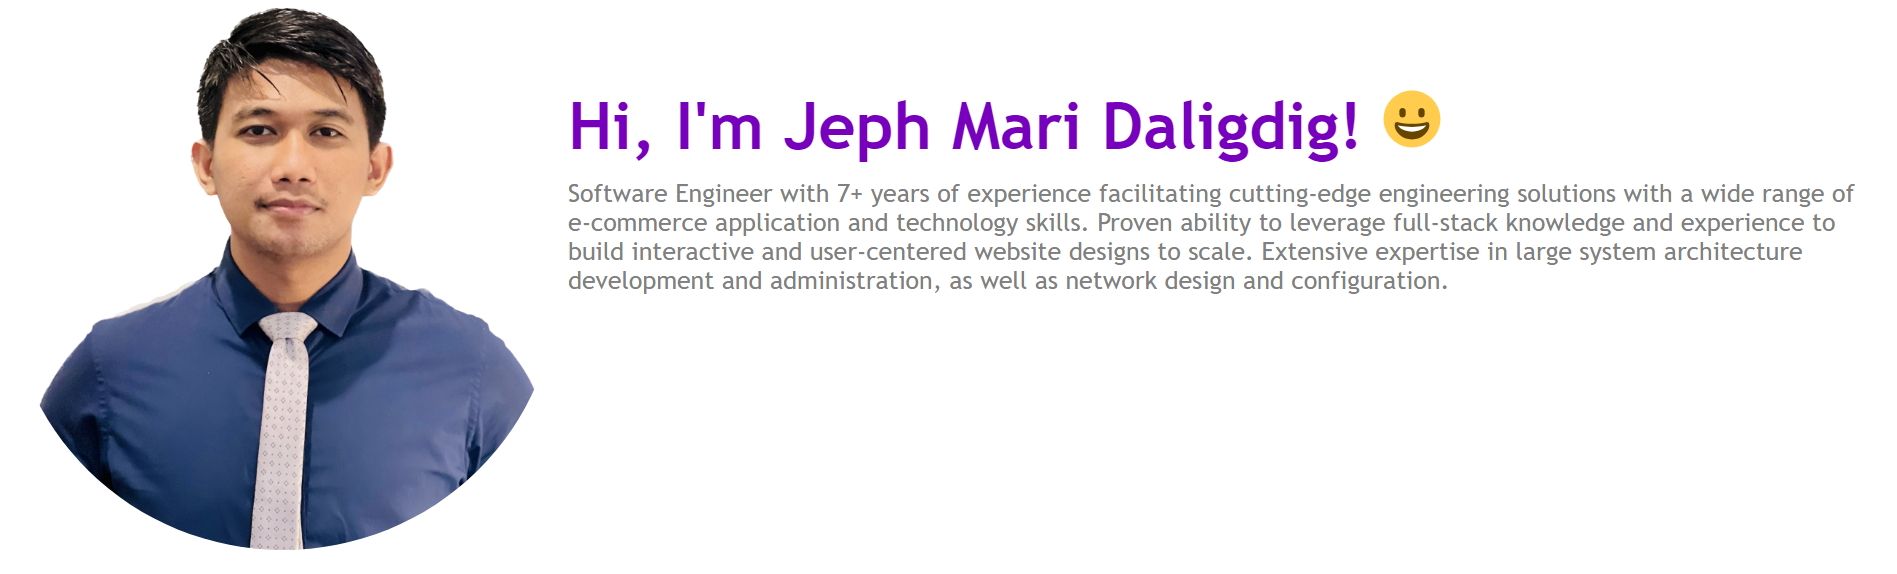 Hi, I'm Jeph Mari Daligdig! 😃
Software Engineer with 7+ years of experience facilitating cutting-edge engineering solutions with a wide range of
e-commerce application and technology skills. Proven ability to leverage full-stack knowledge and experience to
build interactive and user-centered website designs to scale. Extensive expertise in large system architecture
development and administration, as well as network design and configuration.